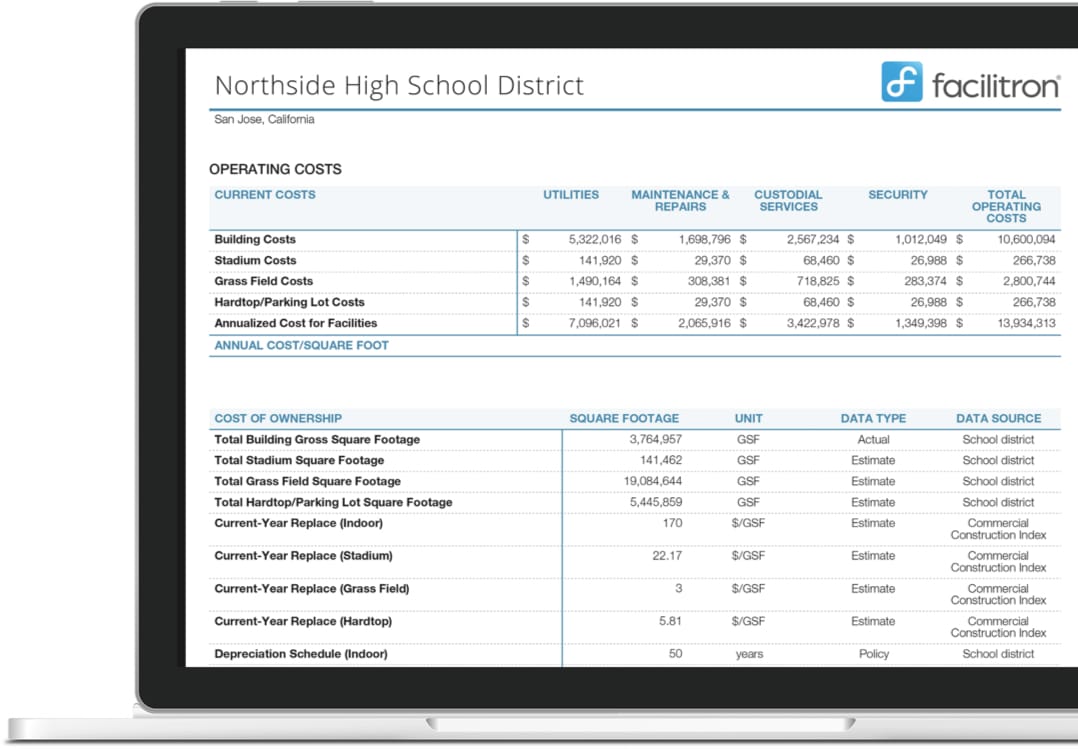 Northside High School District
facilitron®
San Jose, California
OPERATING COSTS
CURRENT COSTS UTILITIES MAINTENANCE & REPAIRS CUSTODIAL SERVICES SECURITY TOTAL OPERATING COSTS
Building Costs $ 5,322,016 $ 1,698,796 $ 2,567,234 $ 1,012,049 $ 10,600,094
Stadium Costs $ 141,920 $ 29,370 $ 68,460 $ 26,988 $ 266,738
Grass Field Costs $ 1,490,164 $ 308,381 $ 718,825 $ 283,374 $ 2,800,744
Hardtop/Parking Lot Costs $ 141,920 $ 29,370 $ 68,460 $ 26,988 $ 266,738
Annualized Cost for Facilities $ 7,096,021 $ 2,065,916 $ 3,422,978 $ 1,349,398 $ 13,934,313
ANNUAL COST/SQUARE FOOT
COST OF OWNERSHIP SQUARE FOOTAGE UNIT DATA TYPE DATA SOURCE
Total Building Gross Square Footage 3,764,957 GSF Actual School district
Total Stadium Square Footage 141,462 GSF Estimate School district
Total Grass Field Square Footage 19,084,644 GSF Estimate School district
Total Hardtop/Parking Lot Square Footage 5,445,859 GSF Estimate School district
Current-Year Replace (Indoor) 170 $/GSF Estimate Commercial Construction Index
Current-Year Replace (Stadium) 22.17 $/GSF Estimate Commercial Construction Index
Current-Year Replace (Grass Field) 3 $/GSF Estimate Commercial Construction Index
Current-Year Replace (Hardtop) 5.81 $/GSF Estimate Commercial Construction Index
Depreciation Schedule (Indoor) 50 years Policy School district